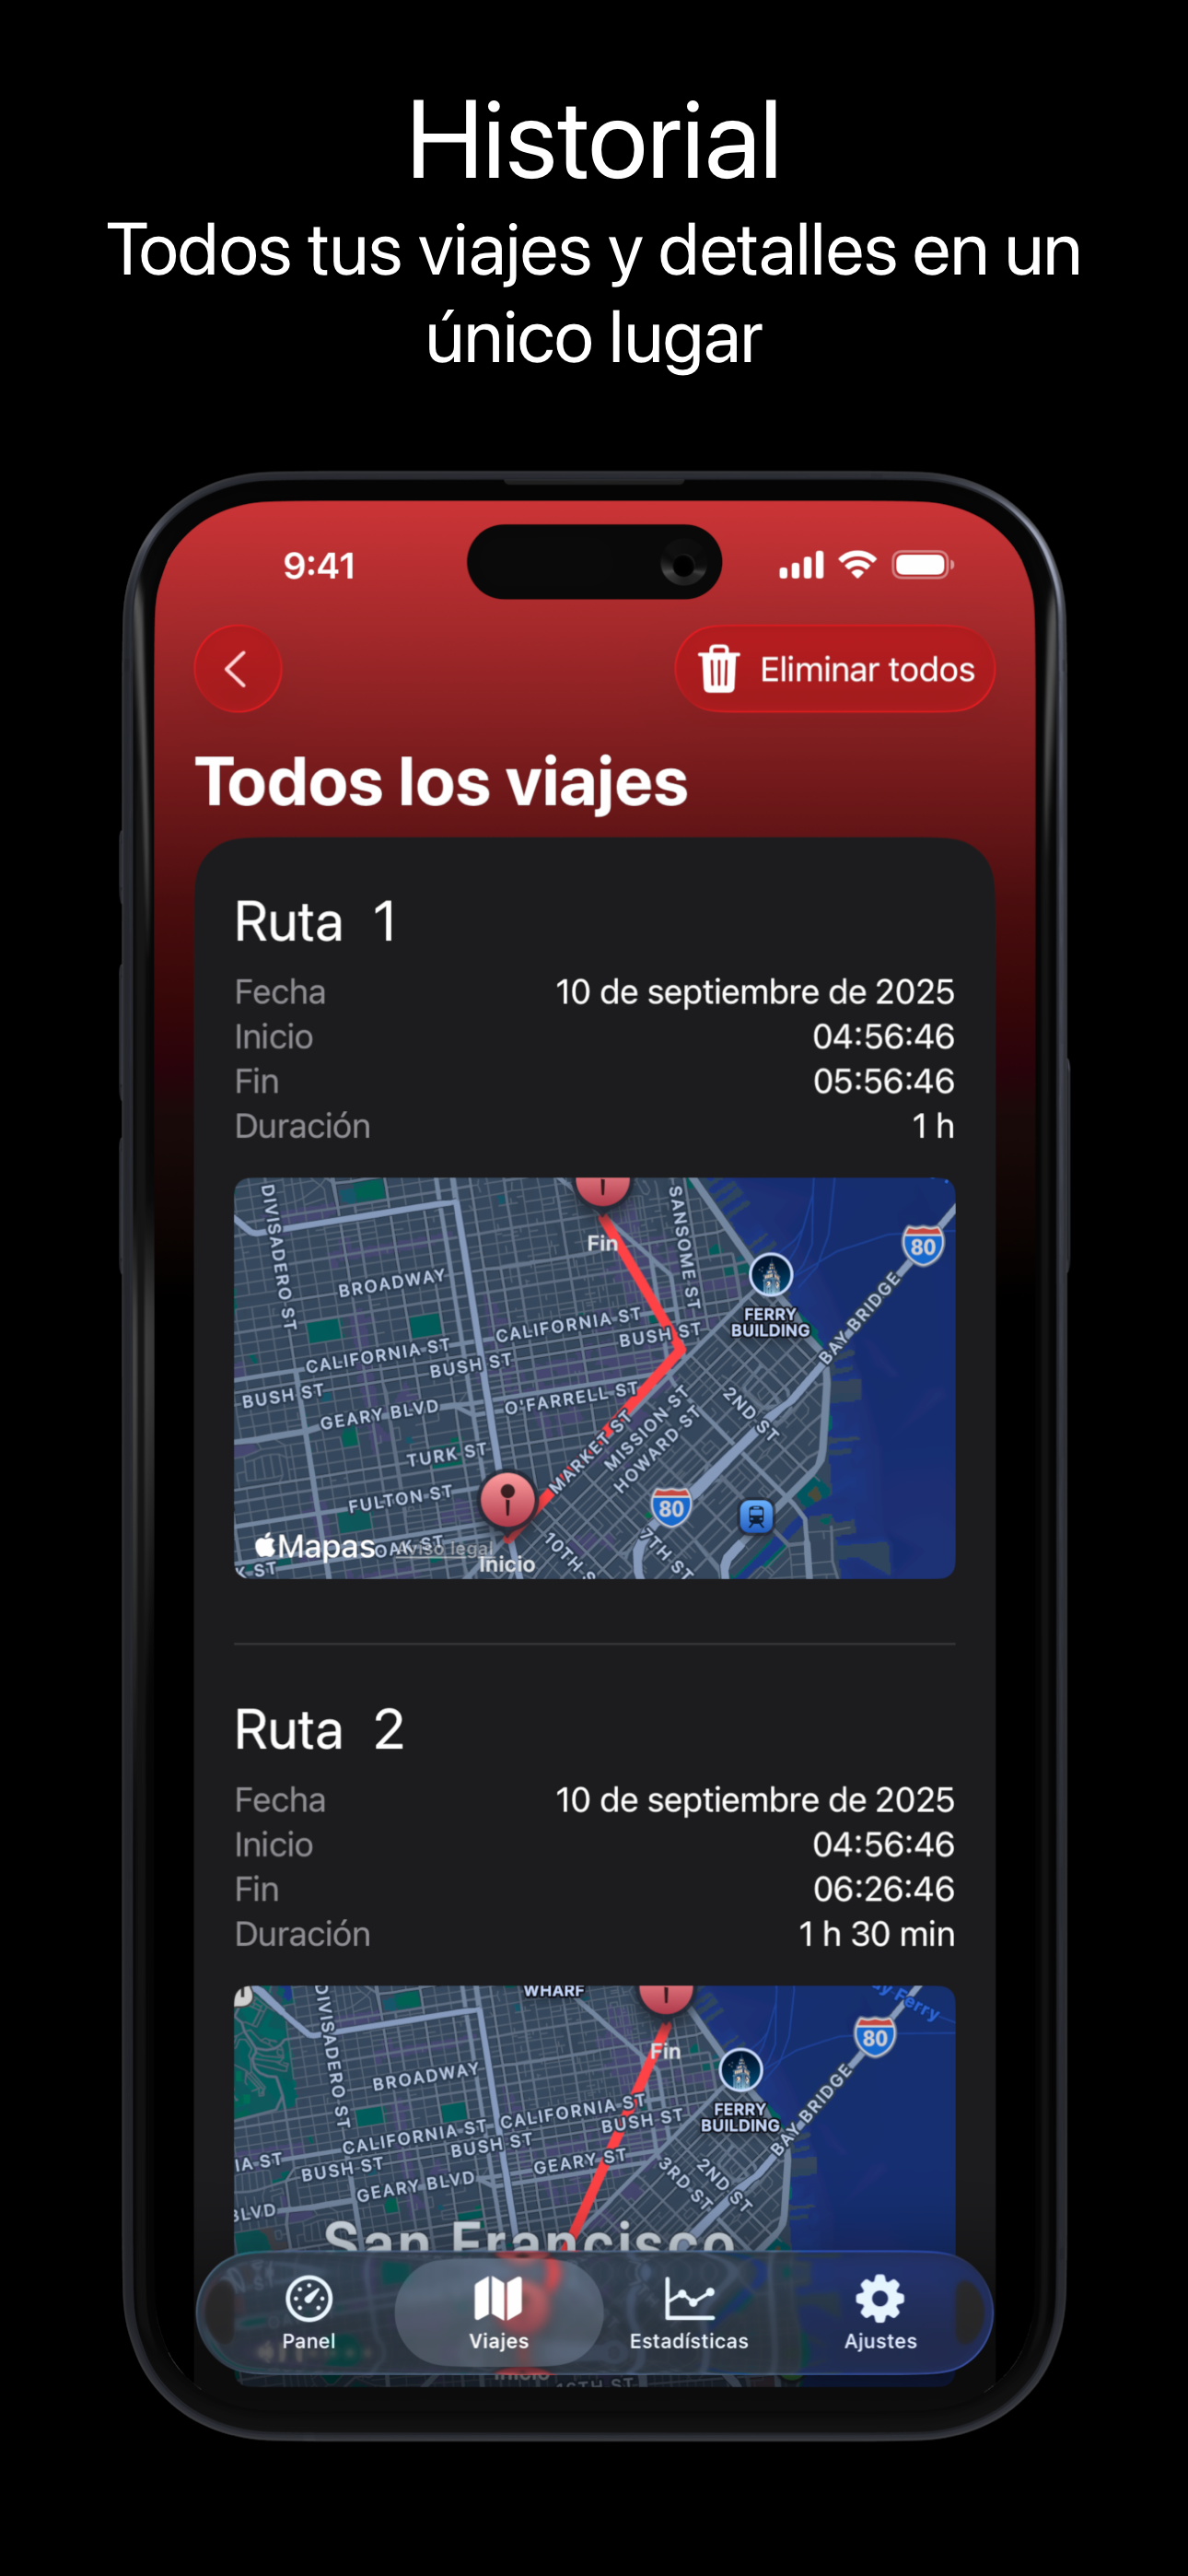 Historial
Todos tus viajes y detalles en un
único lugar
9:41
Eliminar todos
Todos los viajes
Ruta 1
Fecha 10 de septiembre de 2025
Inicio 04:56:46
Fin 05:56:46
Duración 1 h
DIVISADERO ST
SANSOME ST
Fin
80
BROADWAY
FERRY
BUILDING
CALIFORNIA ST
BUSH ST
BAY BRIDGE
CALIFORNIA ST
BUSH ST
BUSH ST
O'FARRELL ST
GEARY BLVD
2ND ST
MARKET ST
MISSION ST
HOWARD ST
TURK ST
FULTON ST
80
Mapas
OAK ST
Aviso legal
Inicio
10TH S
7TH ST
K ST
Ruta 2
Fecha 10 de septiembre de 2025
Inicio 04:56:46
Fin 06:26:46
Duración 1 h 30 min
WHARF
DIVISADERO ST
ay Ferry
80
Fin
BROADWAY
FERRY
BUILDING
CALIFORNIA ST
BUSH ST
BAY BRIDGE
CALIFORNIA ST
BUSH ST
IA ST
BUSH ST
GEARY ST
GEARY BLVD
3RD ST
2ND ST
BLVD
San Francisco
Panel
Viajes
Estadísticas
Ajustes
Inicio